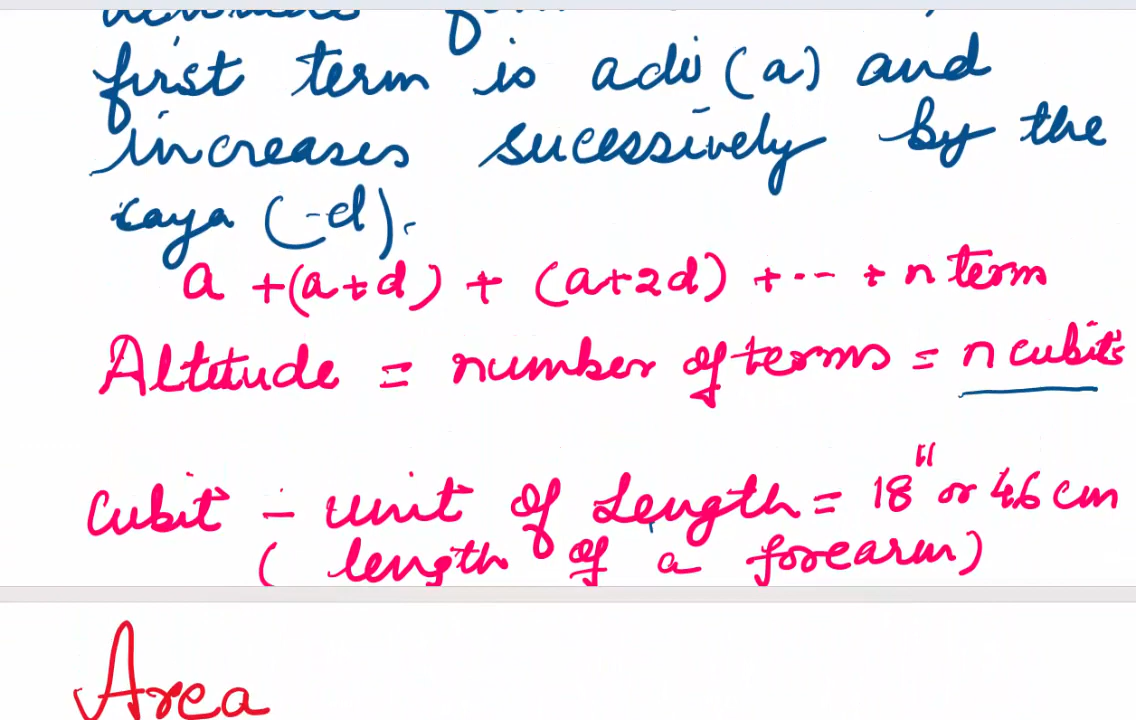 first term is adi (a) and
increases sucessively by the
caya (-d).
a + (a+d) + (a+2d) + ... + n term
Altitude = number of terms = n cubits
Cubit - unit of Length = 18" or 46 cm
( length of a forearm)
Area